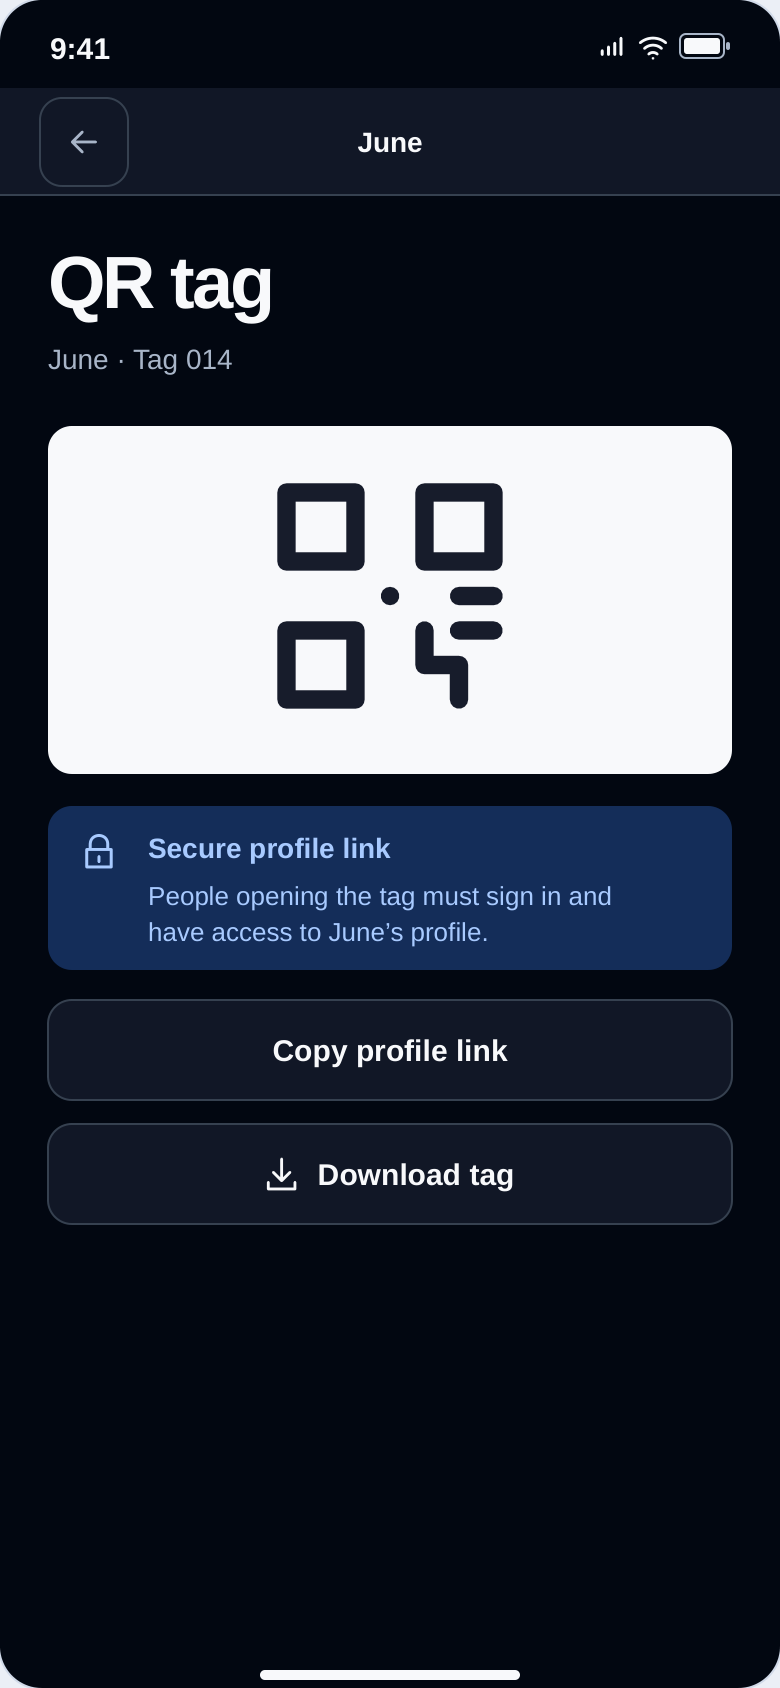 9:41
June
QR tag
June · Tag 014
Secure profile link
People opening the tag must sign in and
have access to June’s profile.
Copy profile link
Download tag